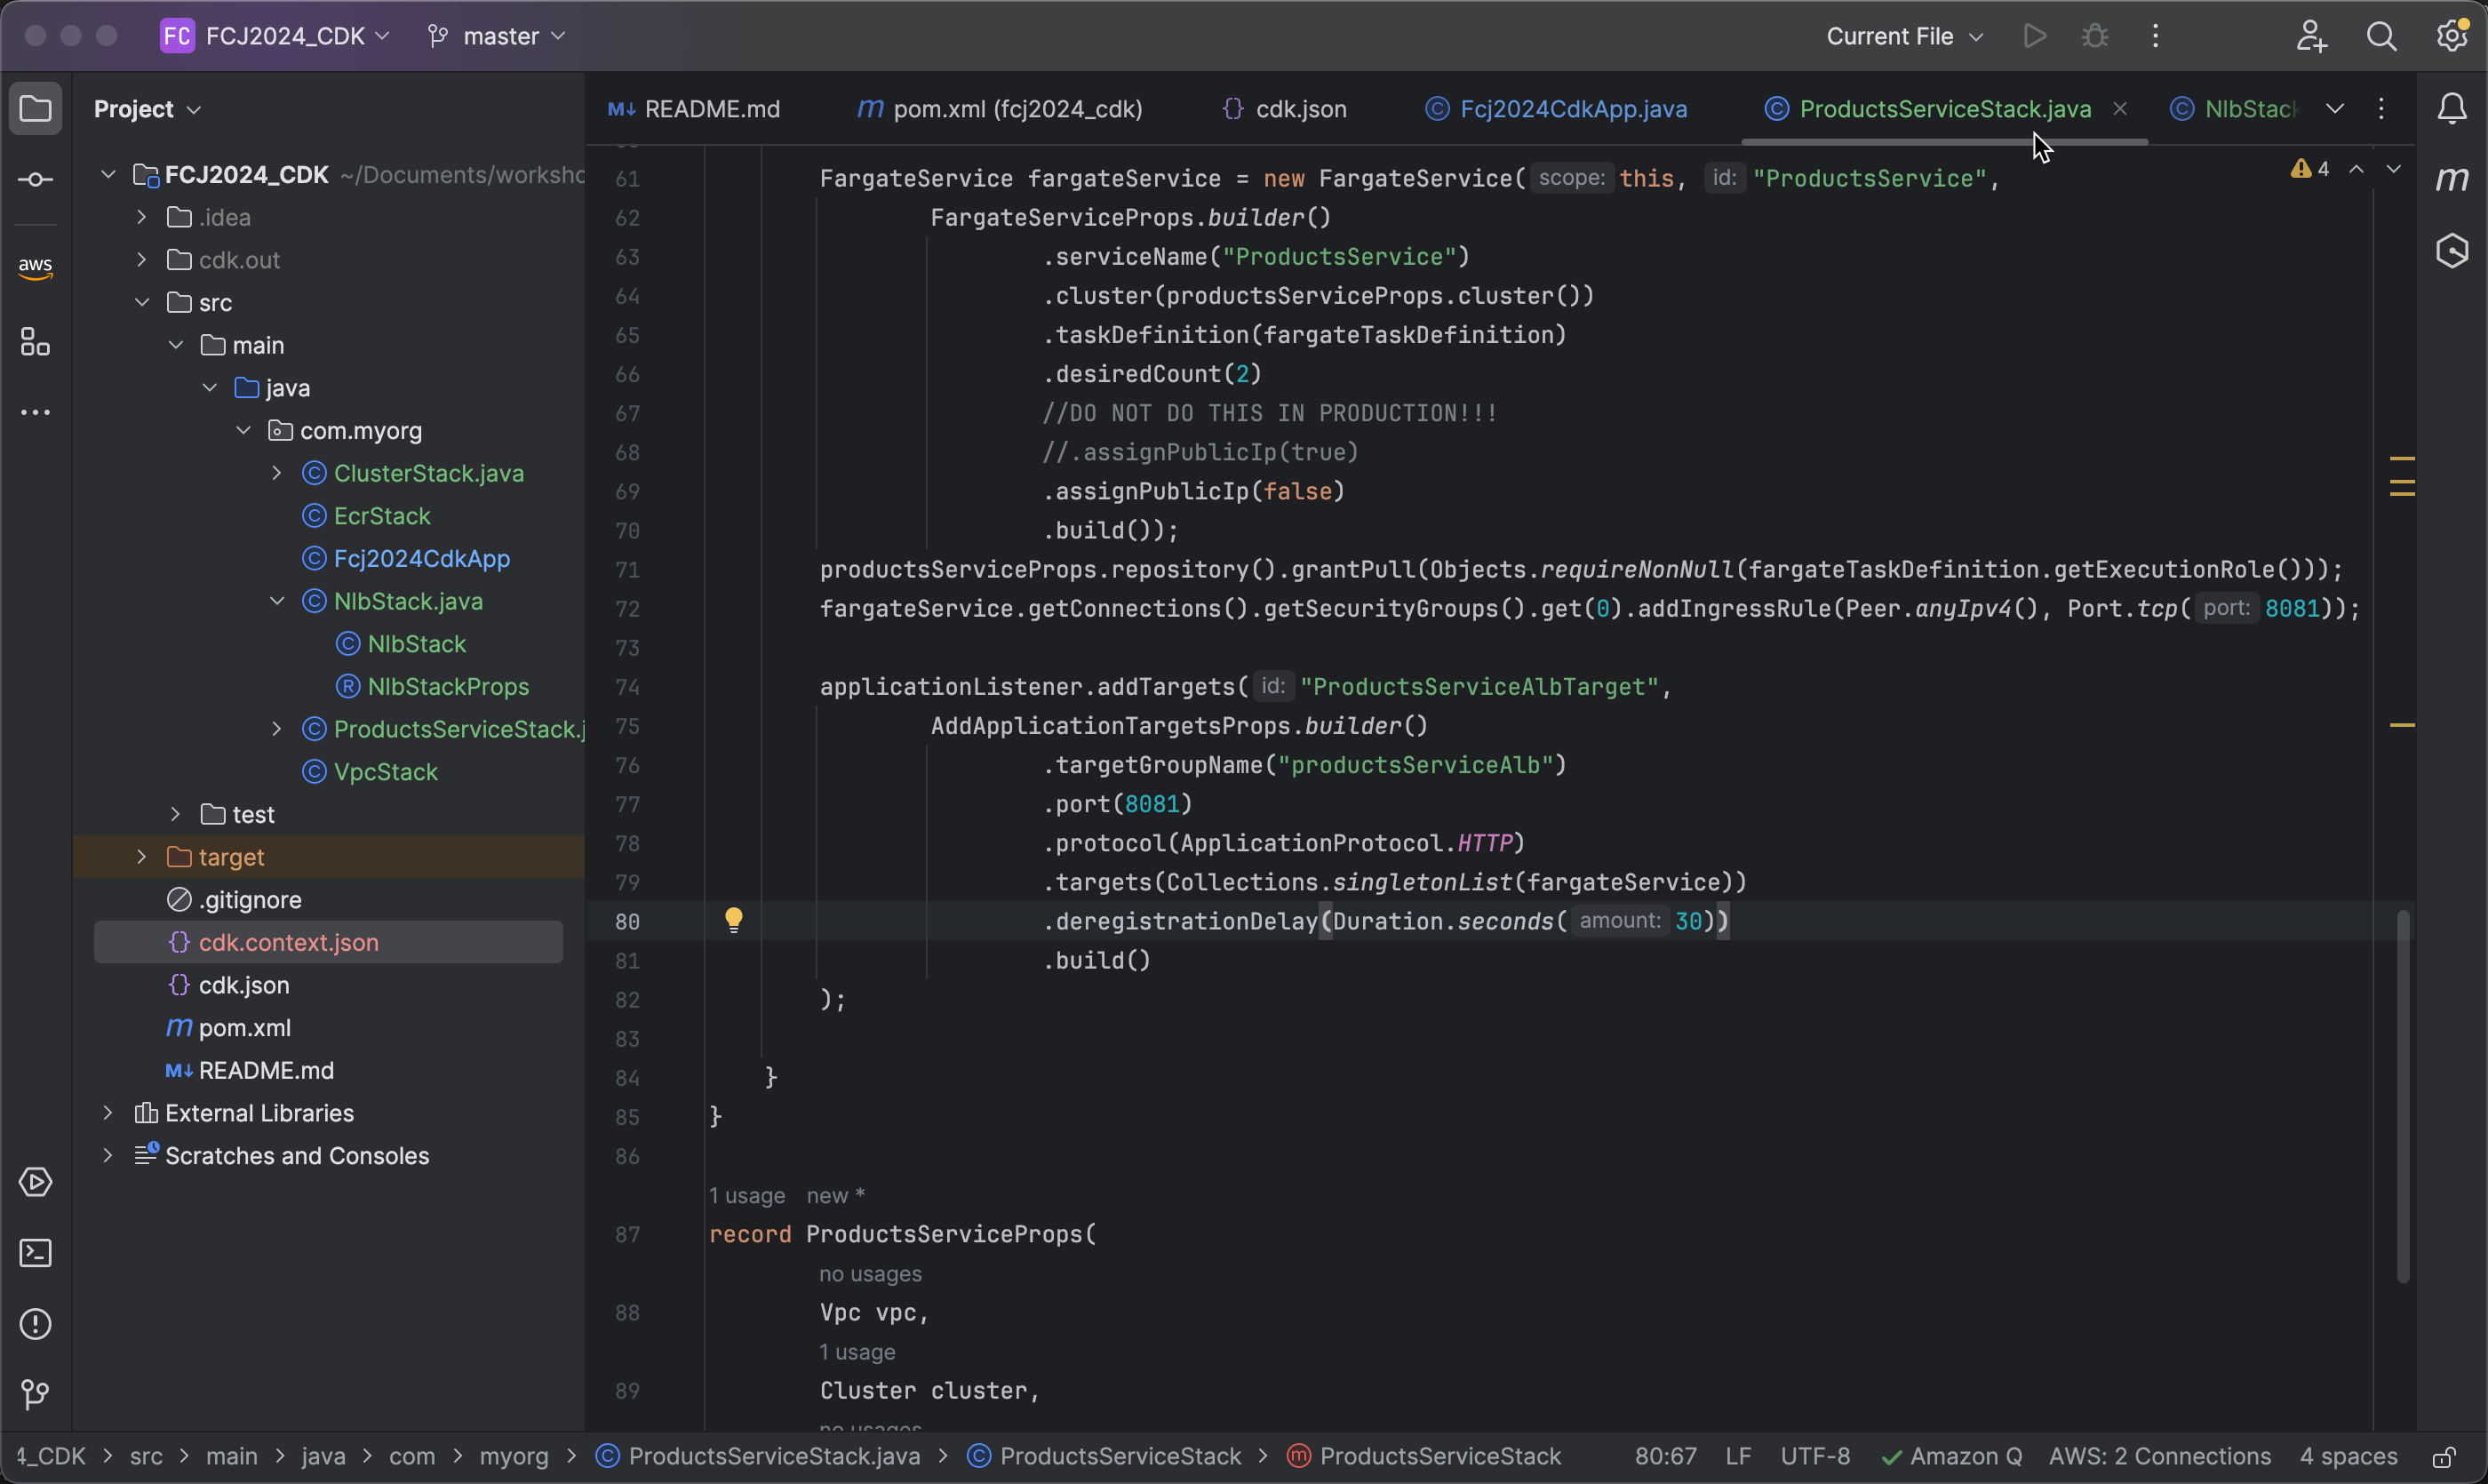 FC FCJ2024_CDK master Current File
Project
README.md pom.xml (fcj2024_cdk) cdk.json Fcj2024CdkApp.java ProductsServiceStack.java NlbStack
FCJ2024_CDK ~/Documents/worksho
.idea
cdk.out
src
main
java
com.myorg
ClusterStack.java
EcrStack
Fcj2024CdkApp
NlbStack.java
NlbStack
NlbStackProps
ProductsServiceStack.j
VpcStack
test
target
.gitignore
cdk.context.json
cdk.json
pom.xml
README.md
External Libraries
Scratches and Consoles
aws
4
61 FargateService fargateService = new FargateService( scope: this, id: "ProductsService",
62 FargateServiceProps.builder()
63 .serviceName("ProductsService")
64 .cluster(productsServiceProps.cluster())
65 .taskDefinition(fargateTaskDefinition)
66 .desiredCount(2)
67 //DO NOT DO THIS IN PRODUCTION!!!
68 //.assignPublicIp(true)
69 .assignPublicIp(false)
70 .build());
71 productsServiceProps.repository().grantPull(Objects.requireNonNull(fargateTaskDefinition.getExecutionRole()));
72 fargateService.getConnections().getSecurityGroups().get(0).addIngressRule(Peer.anyIpv4(), Port.tcp( port: 8081));
73
74 applicationListener.addTargets( id: "ProductsServiceAlbTarget",
75 AddApplicationTargetsProps.builder()
76 .targetGroupName("productsServiceAlb")
77 .port(8081)
78 .protocol(ApplicationProtocol.HTTP)
79 .targets(Collections.singletonList(fargateService))
80 .deregistrationDelay(Duration.seconds( amount: 30))
81 .build()
82 );
83
84 }
85 }
86
1 usage new *
87 record ProductsServiceProps(
no usages
88 Vpc vpc,
1 usage
89 Cluster cluster,
no usages
4_CDK > src > main > java > com > myorg > ProductsServiceStack.java > ProductsServiceStack > ProductsServiceStack 80:67 LF UTF-8 Amazon Q AWS: 2 Connections 4 spaces